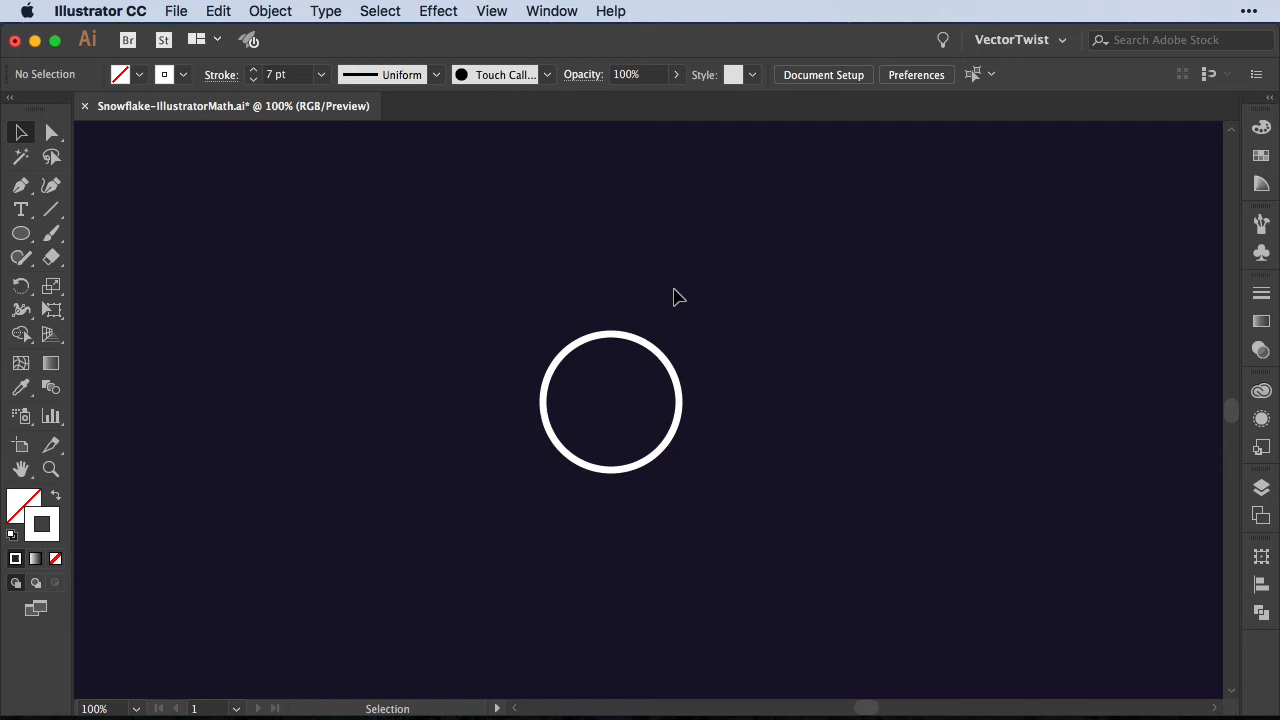 Illustrator CC File Edit Object Type Select Effect View Window Help
Ai Br St VectorTwist Search Adobe Stock
No Selection Stroke: 7 pt Uniform Touch Call... Opacity: 100% Style: Document Setup Preferences
Snowflake-IllustratorMath.ai* @ 100% (RGB/Preview)
100% 1 Selection